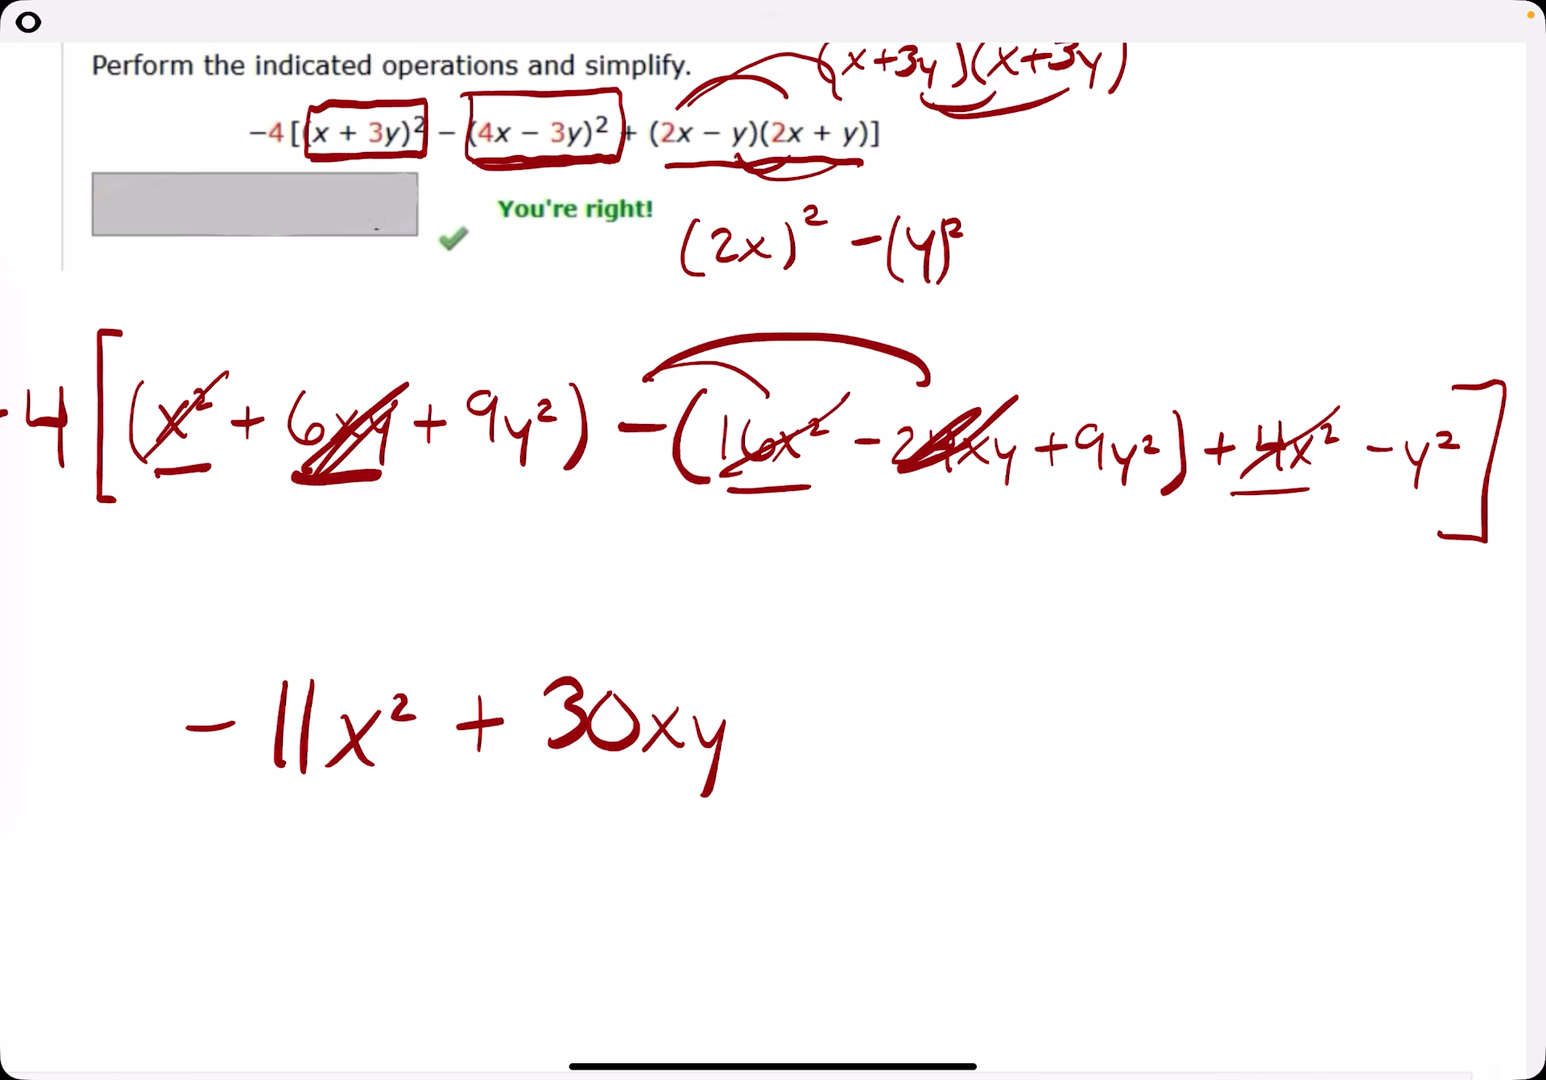 Perform the indicated operations and simplify.
(x+3y)(x+3y)
−4[(x + 3y)² − (4x − 3y)² + (2x − y)(2x + y)]
You're right!
(2x)² −(y)²
-4[(x² + 6xy + 9y²) −(16x² − 24xy +9y²) + 4x² − y²]
− 11x² + 30xy